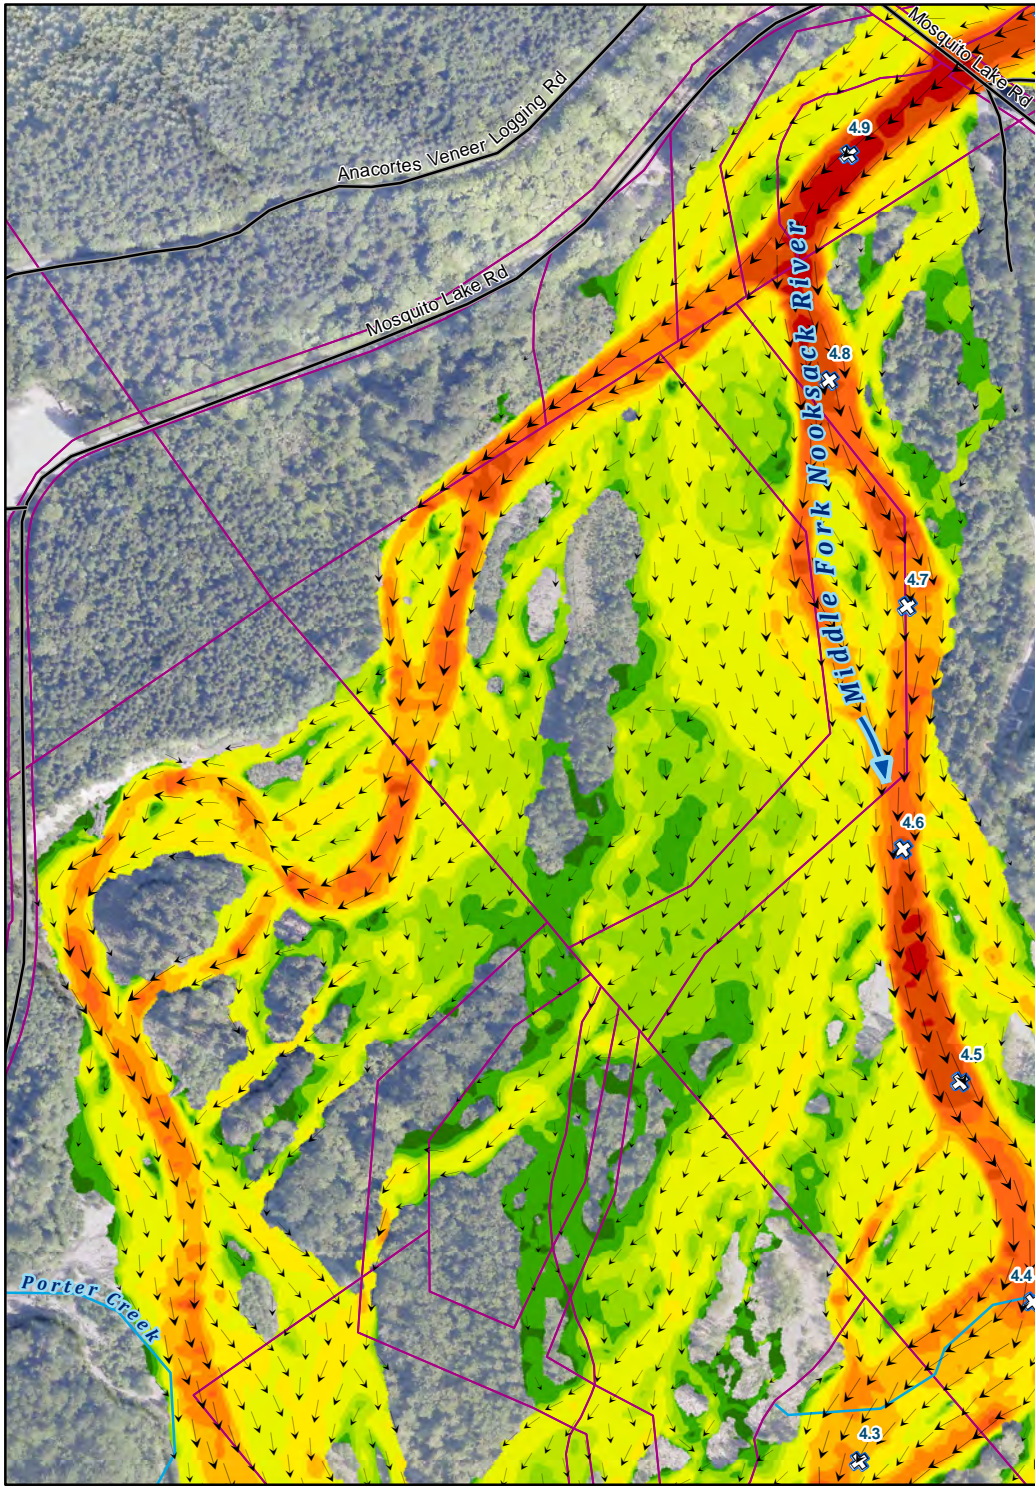 Mosquito Lake Rd
Anacortes Veneer Logging Rd
4.9
Mosquito Lake Rd
Middle Fork Nooksack River
4.8
4.7
4.6
4.5
4.4
Porter Creek
4.3